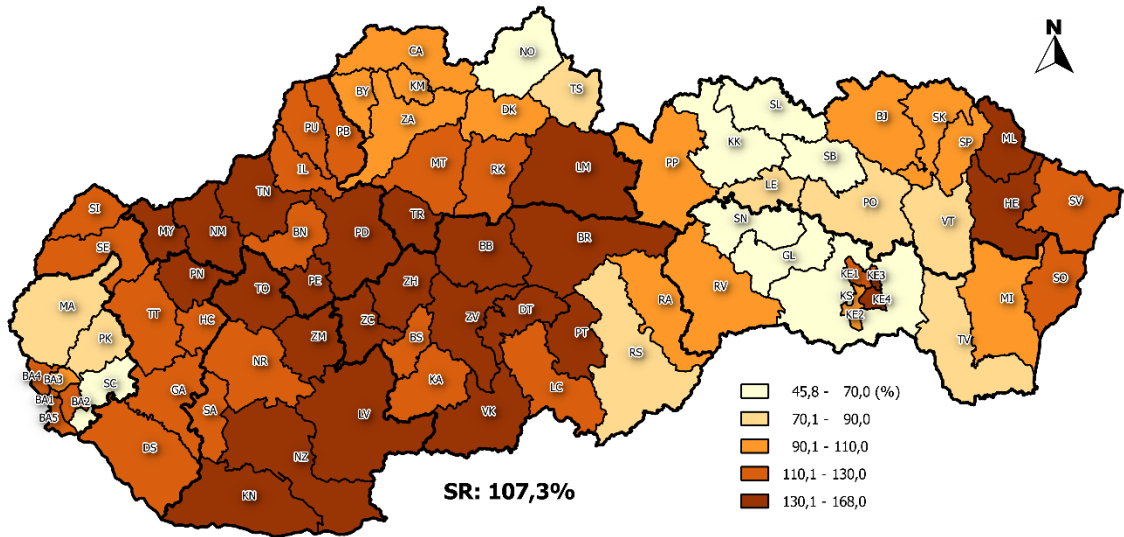 N
CA
NO
KM
BY
TS
SL
DK
BJ
SK
PU
PB
ZA
KK
SP
ML
MT
SB
IL
RK
LM
PP
LE
TN
PO
HE
SV
SI
TR
SN
VT
MY
NM
BN
PD
BB
BR
SE
GL
PN
PE
ZH
KE1
KE3
SO
TO
RV
RA
KS
KE4
MI
MA
TT
HC
ZC
ZV
DT
KE2
PK
ZM
BS
PT
TV
NR
RS
BA4
BA3
SC
GA
KA
LC
BA1
BA2
SA
LV
VK
BA5
DS
NZ
KN
45,8 - 70,0 (%)
70,1 - 90,0
90,1 - 110,0
110,1 - 130,0
130,1 - 168,0
SR: 107,3%